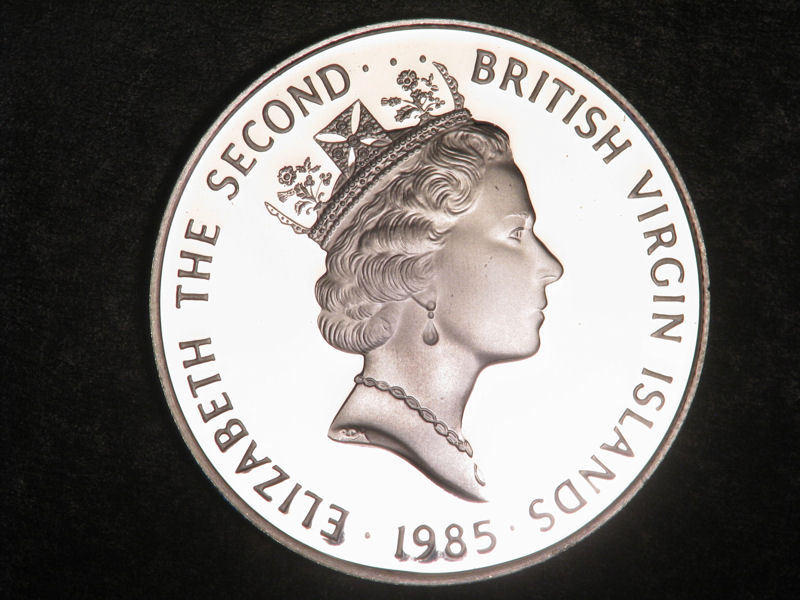 ELIZABETH THE SECOND
BRITISH VIRGIN ISLANDS
1985